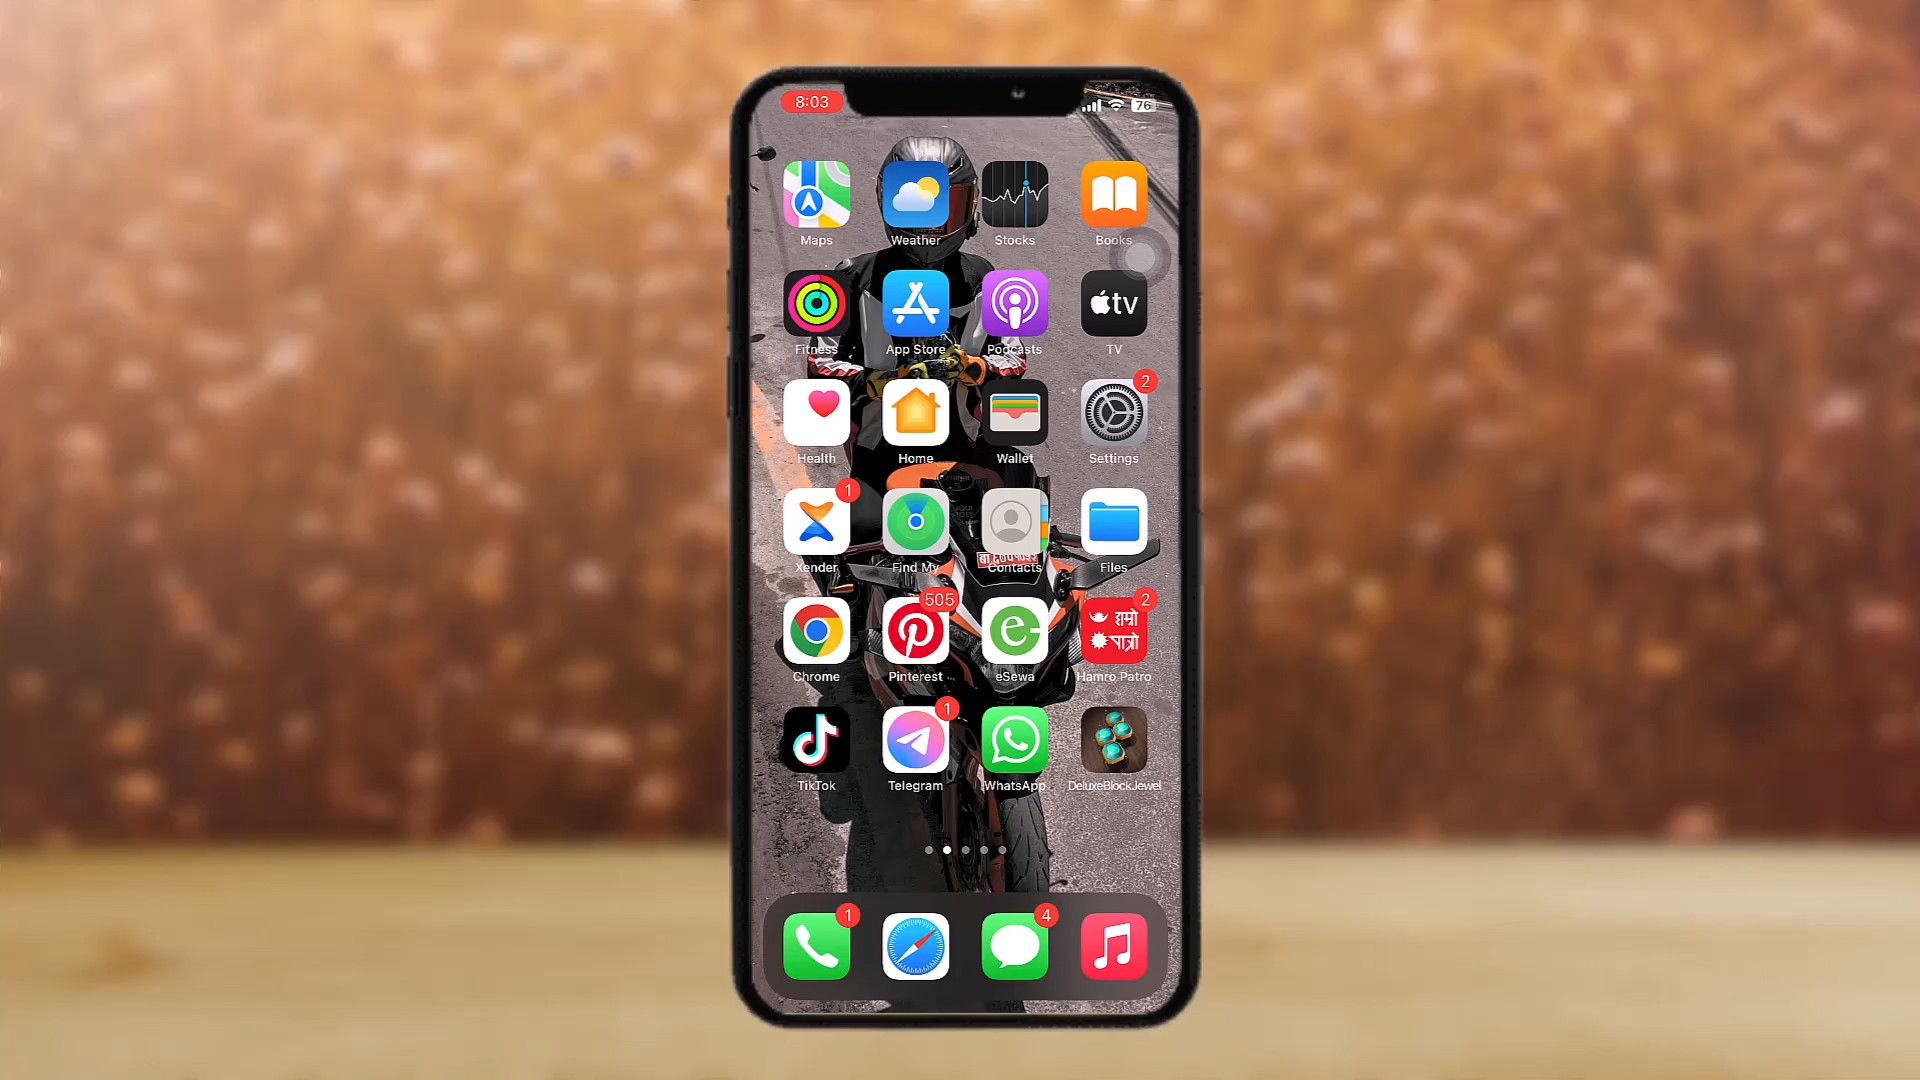 8:03
76
Maps Weather Stocks Books
tv
Fitness App Store Podcasts TV
2
Health Home Wallet Settings
1
Xender Find My Contacts Files
505 2
e
हाम्रो
पात्रो
Chrome Pinterest eSewa Hamro Patro
1
TikTok Telegram WhatsApp DeluxeBlockJewel
1 4